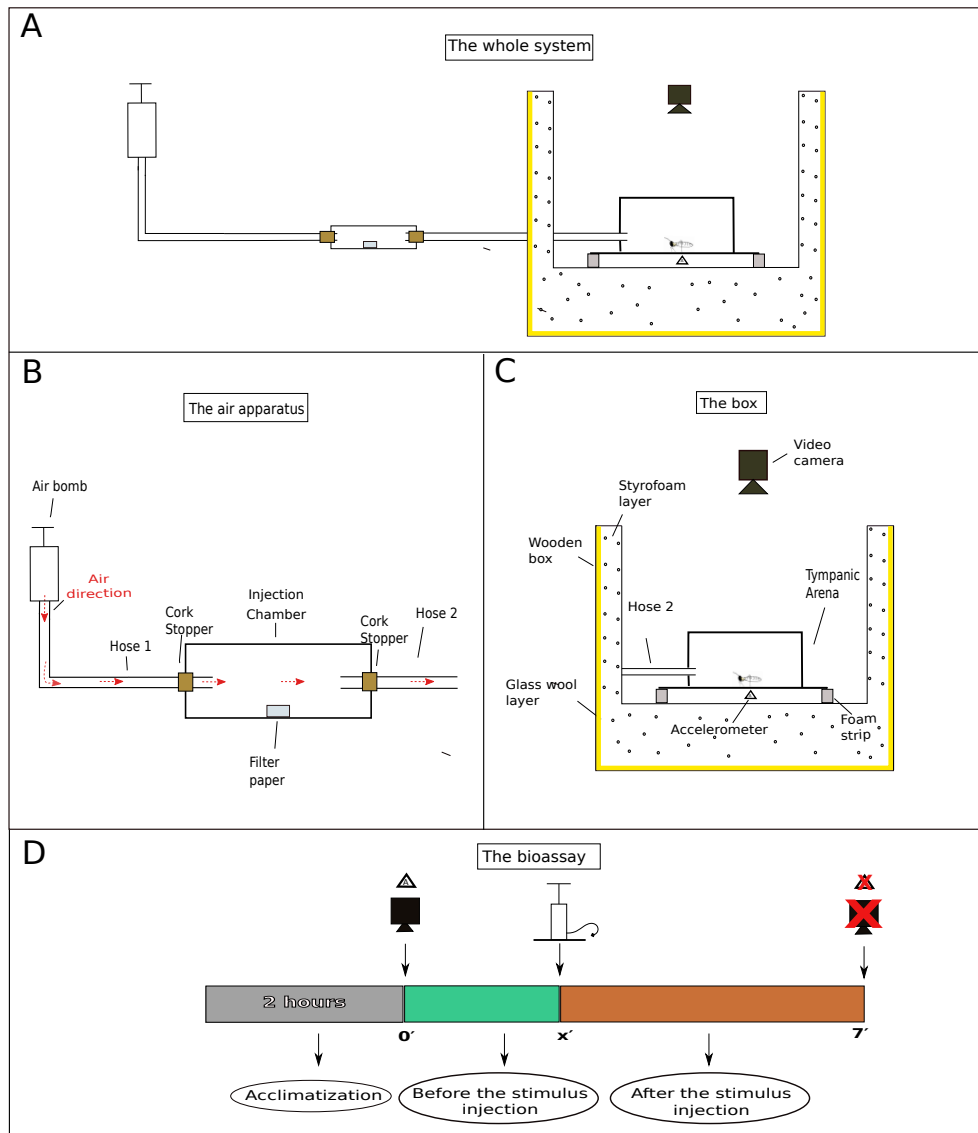 A
The whole system
B
The air apparatus
Air bomb
Air
direction
Hose 1
Cork
Stopper
Injection
Chamber
Cork
Stopper
Hose 2
Filter
paper
C
The box
Video
camera
Styrofoam
layer
Wooden
box
Tympanic
Arena
Hose 2
Glass wool
layer
Accelerometer
Foam
strip
D
The bioassay
A
2 hours
0′
x′
7′
Acclimatization
Before the stimulus
injection
After the stimulus
injection